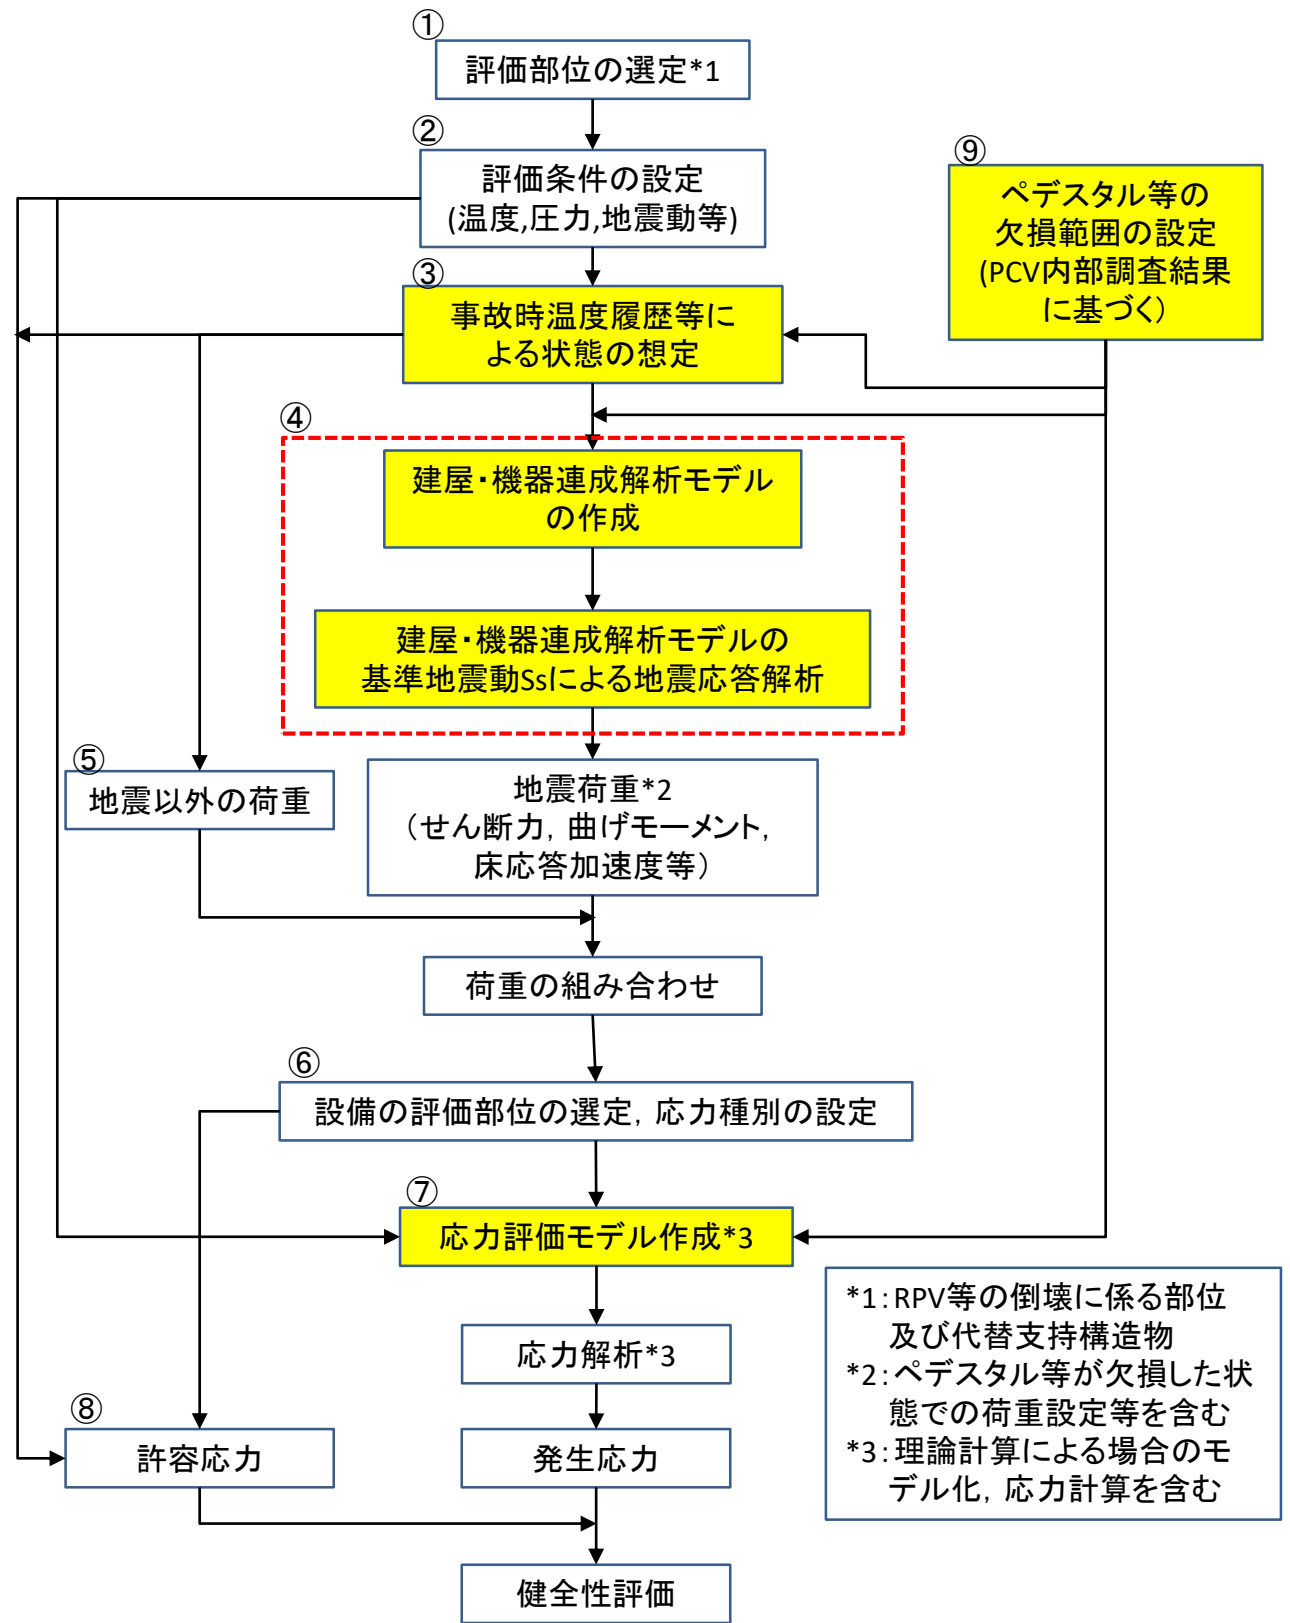 ①
評価部位の選定*1
②
評価条件の設定
(温度,圧力,地震動等)
⑨
ペデスタル等の
欠損範囲の設定
(PCV内部調査結果
に基づく)
③
事故時温度履歴等に
よる状態の想定
④
建屋・機器連成解析モデル
の作成
建屋・機器連成解析モデルの
基準地震動Ssによる地震応答解析
⑤
地震以外の荷重
地震荷重*2
(せん断力, 曲げモーメント,
床応答加速度等)
荷重の組み合わせ
⑥
設備の評価部位の選定, 応力種別の設定
⑦
応力評価モデル作成*3
応力解析*3
⑧
許容応力
発生応力
健全性評価
*1:RPV等の倒壊に係る部位
及び代替支持構造物
*2:ペデスタル等が欠損した状
態での荷重設定等を含む
*3:理論計算による場合のモ
デル化, 応力計算を含む